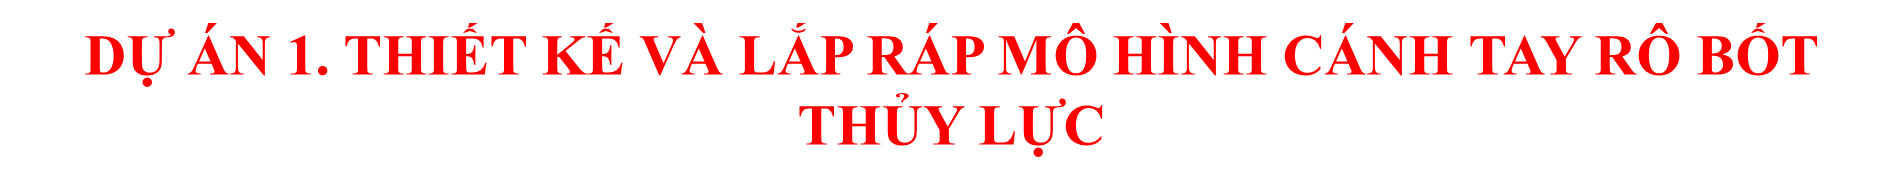 DỰ ÁN 1. THIẾT KẾ VÀ LẮP RÁP MÔ HÌNH CÁNH TAY RÔ BỐT
THỦY LỰC